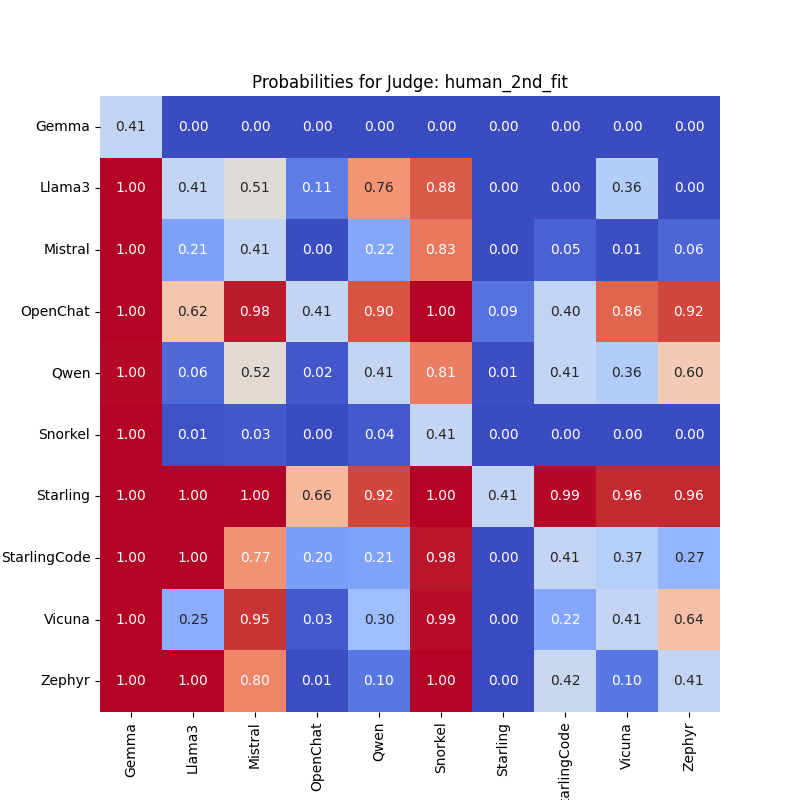 Probabilities for Judge: human_2nd_fit
Gemma 0.41 0.00 0.00 0.00 0.00 0.00 0.00 0.00 0.00 0.00
Llama3 1.00 0.41 0.51 0.11 0.76 0.88 0.00 0.00 0.36 0.00
Mistral 1.00 0.21 0.41 0.00 0.22 0.83 0.00 0.05 0.01 0.06
OpenChat 1.00 0.62 0.98 0.41 0.90 1.00 0.09 0.40 0.86 0.92
Qwen 1.00 0.06 0.52 0.02 0.41 0.81 0.01 0.41 0.36 0.60
Snorkel 1.00 0.01 0.03 0.00 0.04 0.41 0.00 0.00 0.00 0.00
Starling 1.00 1.00 1.00 0.66 0.92 1.00 0.41 0.99 0.96 0.96
StarlingCode 1.00 1.00 0.77 0.20 0.21 0.98 0.00 0.41 0.37 0.27
Vicuna 1.00 0.25 0.95 0.03 0.30 0.99 0.00 0.22 0.41 0.64
Zephyr 1.00 1.00 0.80 0.01 0.10 1.00 0.00 0.42 0.10 0.41
Gemma Llama3 Mistral OpenChat Qwen Snorkel Starling arlingCode Vicuna Zephyr